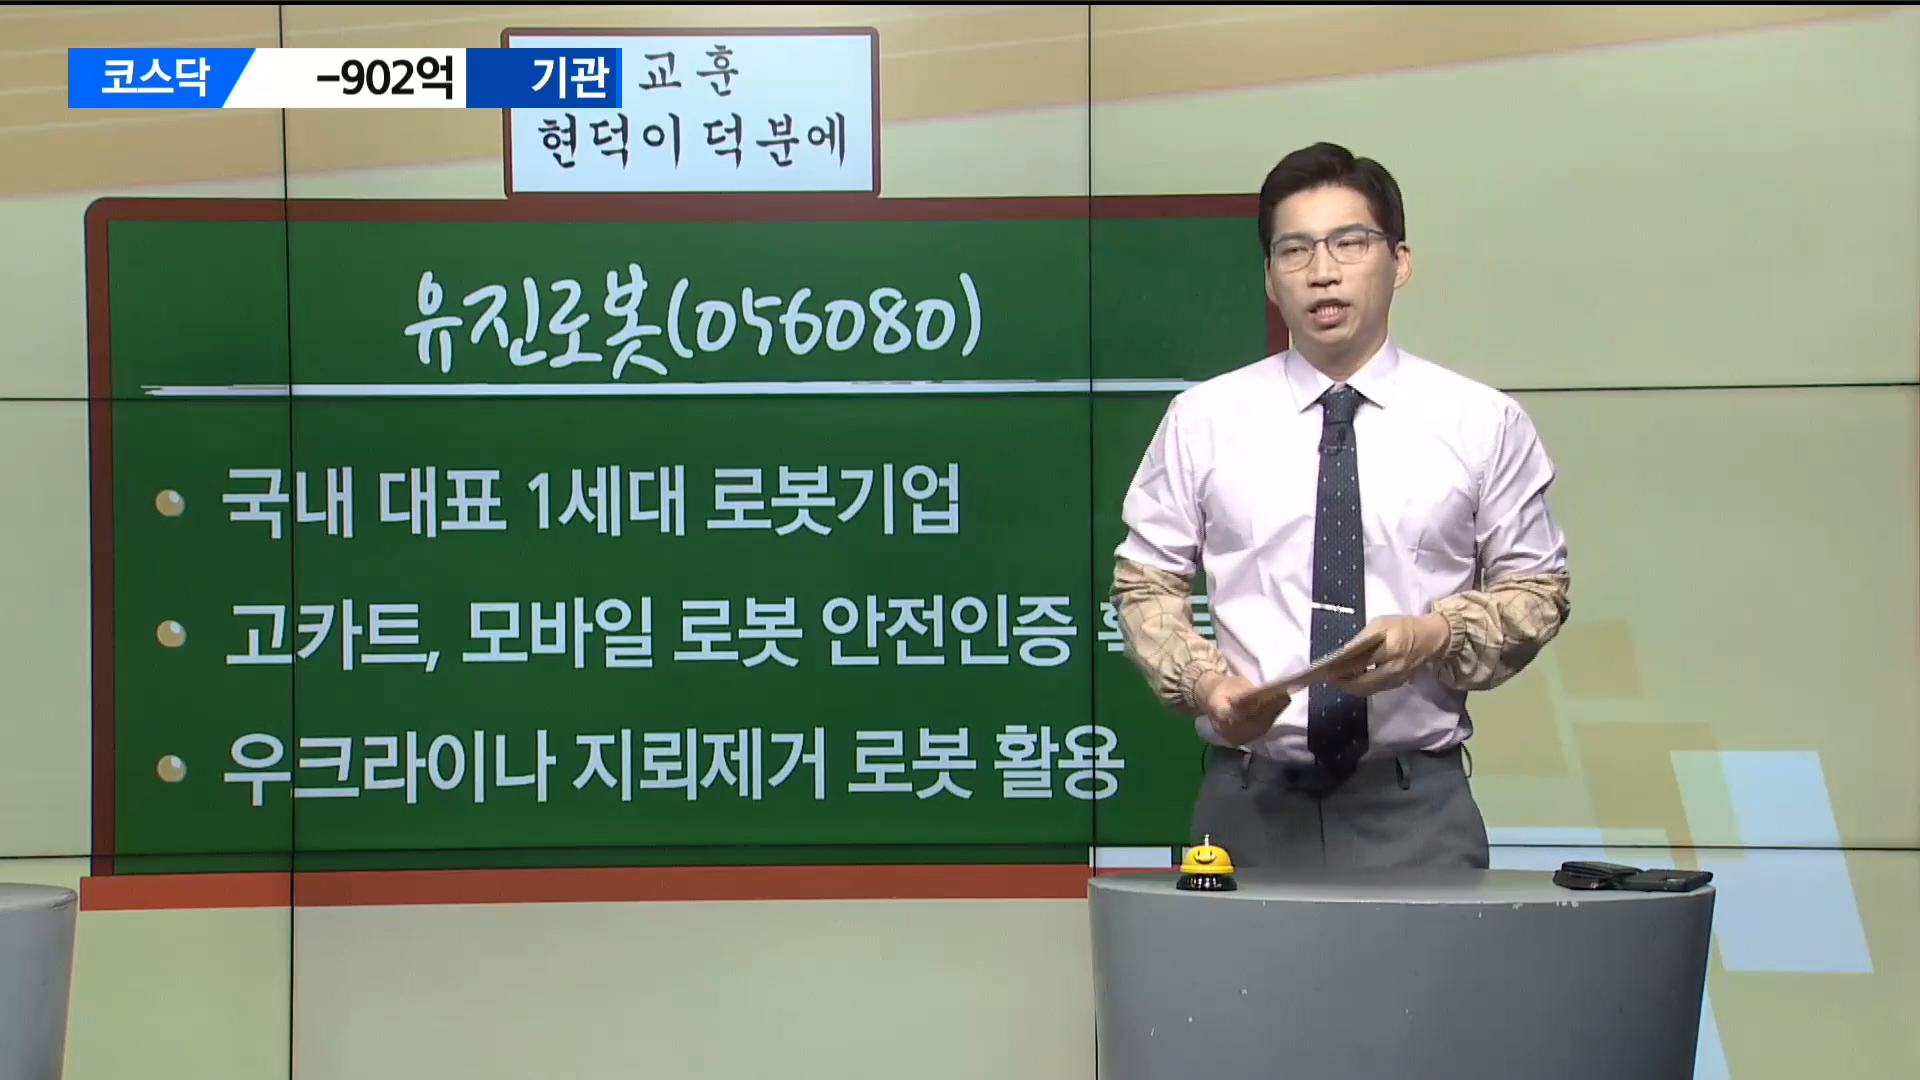 코스닥 -902억 기관
교훈
현덕이 덕분에
유진로봇(056080)
국내 대표 1세대 로봇기업
고카트, 모바일 로봇 안전인증
우크라이나 지뢰제거 로봇 활용